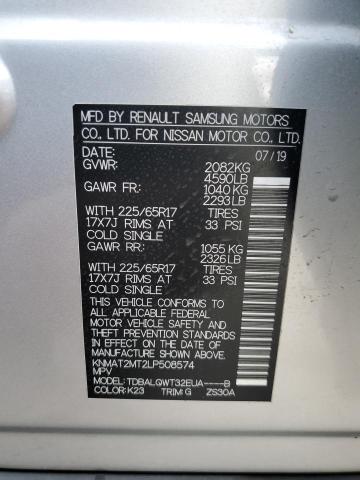 MFD BY RENAULT SAMSUNG MOTORS
CO., LTD. FOR NISSAN MOTOR CO., LTD.
DATE: 07/19
GVWR: 2082KG
4590LB
GAWR FR: 1040KG
2293LB
WITH 225/65R17 TIRES
17X7J RIMS AT 33 PSI
COLD SINGLE
GAWR RR: 1055KG
2326LB
WITH 225/65R17 TIRES
17X7J RIMS AT 33 PSI
COLD SINGLE
THIS VEHICLE CONFORMS TO
ALL APPLICABLE FEDERAL
MOTOR VEHICLE SAFETY AND
THEFT PREVENTION STANDARDS
IN EFFECT ON THE DATE OF
MANUFACTURE SHOWN ABOVE.
KNMAT2MT2LP508574
MPV
MODEL:TDBALQWT32EUA----B
COLOR:K23 TRIM:G ZS30A